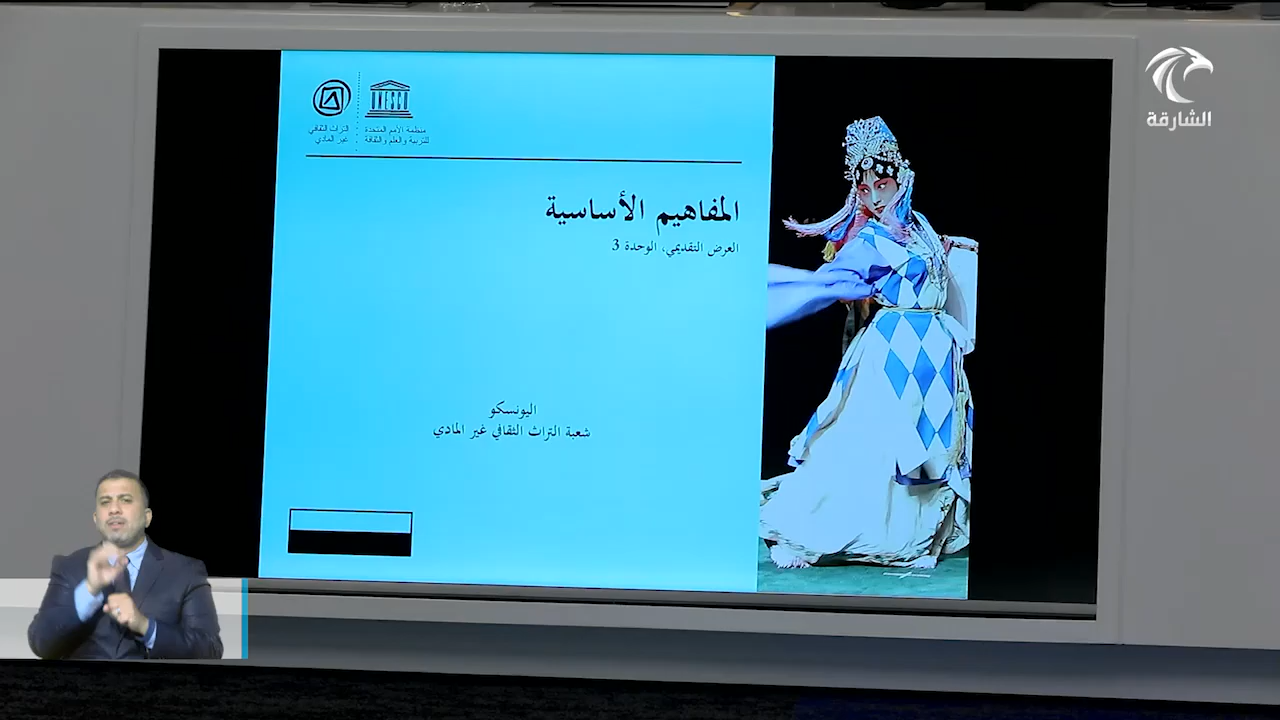 الشارقة
UNESCO
منظمة الأمم المتحدة
للتربية والعلم والثقافة
التراث الثقافي
غير المادي
المفاهيم الأساسية
العرض التقديمي، الوحدة 3
اليونسكو
شعبة التراث الثقافي غير المادي